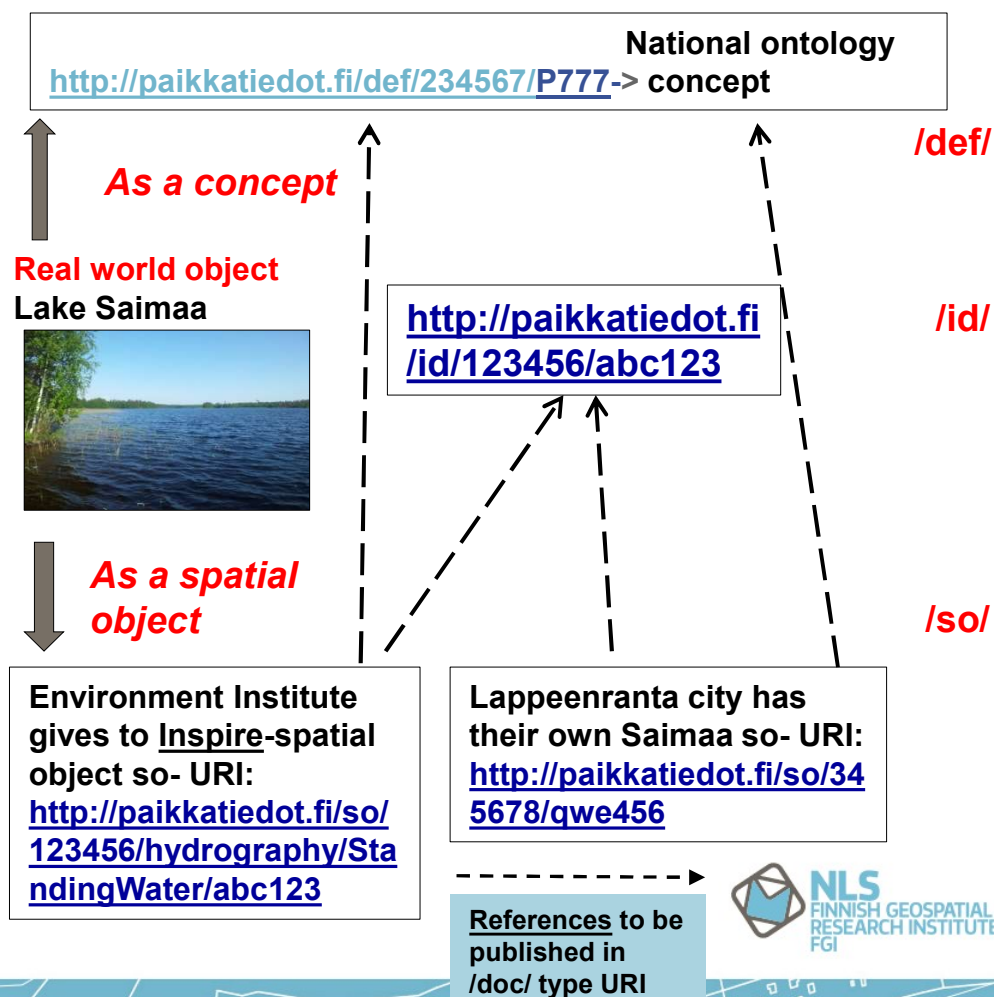 National ontology
http://paikkatiedot.fi/def/234567/P777-> concept
/def/
As a concept
Real world object
Lake Saimaa
http://paikkatiedot.fi
/id/123456/abc123
/id/
As a spatial
object
/so/
Environment Institute
gives to Inspire-spatial
object so- URI:
http://paikkatiedot.fi/so/
123456/hydrography/Sta
ndingWater/abc123
Lappeenranta city has
their own Saimaa so- URI:
http://paikkatiedot.fi/so/34
5678/qwe456
References to be
published in
/doc/ type URI
NLS
FINNISH GEOSPATIAL
RESEARCH INSTITUTE
FGI